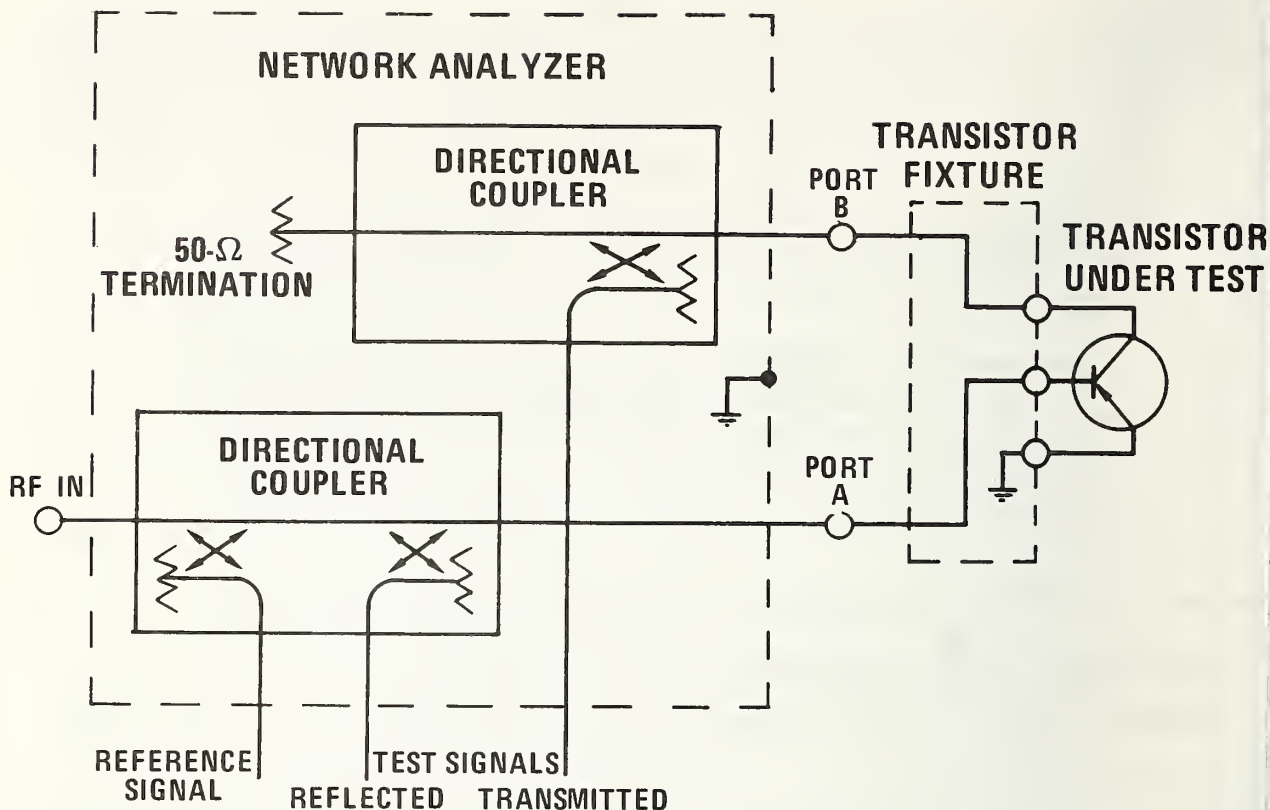 NETWORK ANALYZER
DIRECTIONAL
COUPLER
50-Ω
TERMINATION
PORT
B
TRANSISTOR
FIXTURE
TRANSISTOR
UNDER TEST
DIRECTIONAL
COUPLER
RF IN
PORT
A
REFERENCE
SIGNAL
TEST SIGNALS
REFLECTED TRANSMITTED